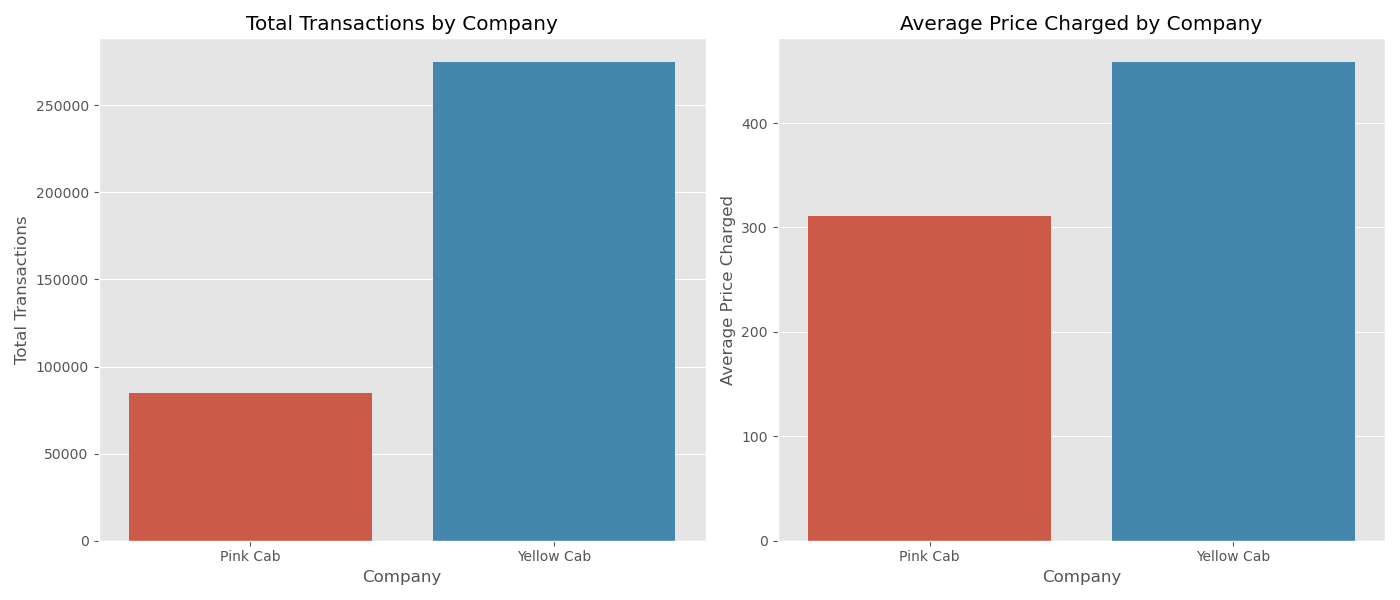 Total Transactions by Company
250000
200000
150000
100000
50000
0
Total Transactions
Pink Cab
Yellow Cab
Company
Average Price Charged by Company
400
300
200
100
0
Average Price Charged
Pink Cab
Yellow Cab
Company